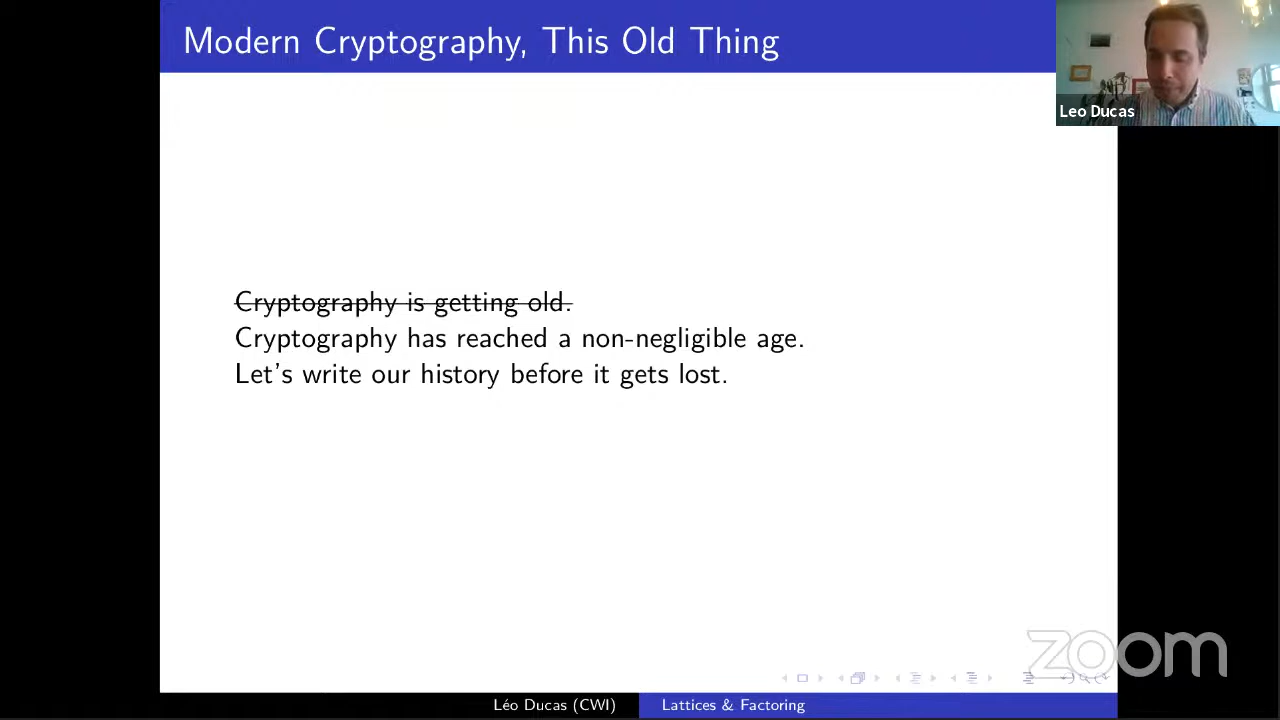 Modern Cryptography, This Old Thing
Leo Ducas
Cryptography is getting old.
Cryptography has reached a non-negligible age.
Let's write our history before it gets lost.
zoom
Léo Ducas (CWI)
Lattices & Factoring